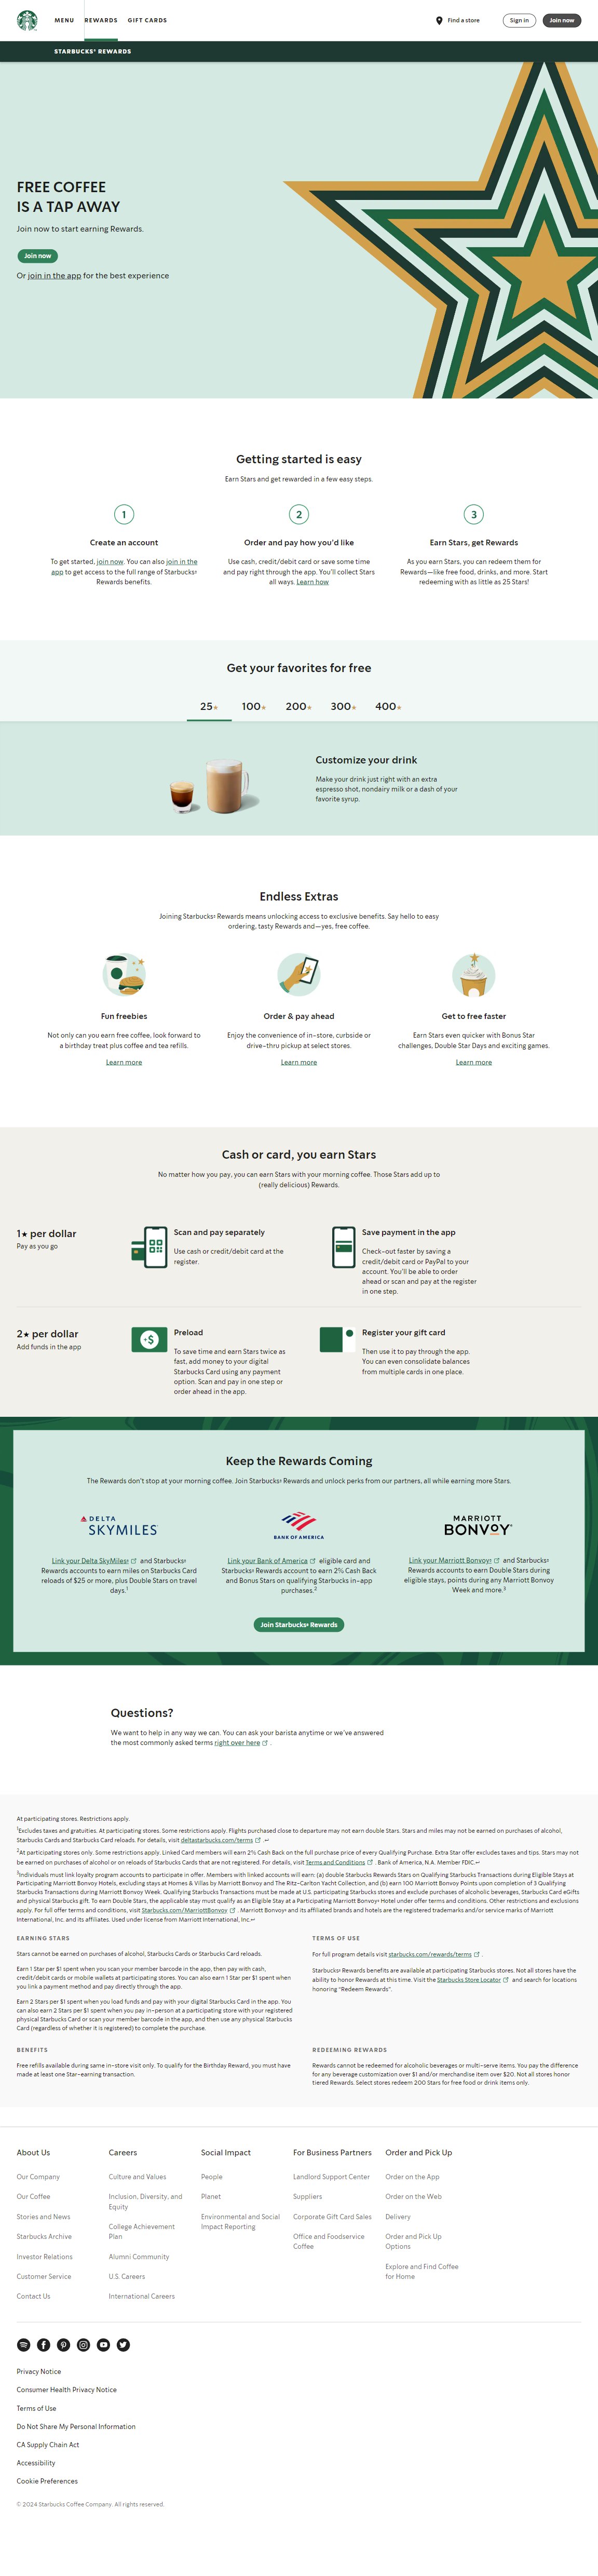 MENU
REWARDS
GIFT CARDS
Find a store
Sign in
Join now
STARBUCKS® REWARDS
FREE COFFEE
IS A TAP AWAY
Join now to start earning Rewards.
Join now
Or join in the app for the best experience
Getting started is easy
Earn Stars and get rewarded in a few easy steps.
1
Create an account
To get started, join now. You can also join in the
app to get access to the full range of Starbucks®
Rewards benefits.
2
Order and pay how you'd like
Use cash, credit/debit card or save some time
and pay right through the app. You'll collect Stars
all ways. Learn how
3
Earn Stars, get Rewards
As you earn Stars, you can redeem them for
Rewards—like free food, drinks, and more. Start
redeeming with as little as 25 Stars!
Get your favorites for free
25★ 100★ 200★ 300★ 400★
Customize your drink
Make your drink just right with an extra
espresso shot, nondairy milk or a dash of your
favorite syrup.
Endless Extras
Joining Starbucks® Rewards means unlocking access to exclusive benefits. Say hello to easy
ordering, tasty Rewards and—yes, free coffee.
Fun freebies
Not only can you earn free coffee, look forward to
a birthday treat plus coffee and tea refills.
Learn more
Order & pay ahead
Enjoy the convenience of in-store, curbside or
drive-thru pickup at select stores.
Learn more
Get to free faster
Earn Stars even quicker with Bonus Star
challenges, Double Star Days and exciting games.
Learn more
Cash or card, you earn Stars
No matter how you pay, you can earn Stars with your morning coffee. Those Stars add up to
(really delicious) Rewards.
1★ per dollar
Pay as you go
Scan and pay separately
Use cash or credit/debit card at the
register.
Save payment in the app
Check-out faster by saving a
credit/debit card or PayPal to your
account. You'll be able to order
ahead or scan and pay at the register
in one step.
2★ per dollar
Add funds in the app
+$
Preload
To save time and earn Stars twice as
fast, add money to your digital
Starbucks Card using any payment
option. Scan and pay in one step or
order ahead in the app.
Register your gift card
Then use it to pay through the app.
You can even consolidate balances
from multiple cards in one place.
Keep the Rewards Coming
The Rewards don't stop at your morning coffee. Join Starbucks® Rewards and unlock perks from our partners, all while earning more Stars.
DELTA
SKYMILES
Link your Delta SkyMiles® and Starbucks®
Rewards accounts to earn miles on Starbucks Card
reloads of $25 or more, plus Double Stars on travel
days.1
BANK OF AMERICA
Link your Bank of America eligible card and
Starbucks® Rewards account to earn 2% Cash Back
and Bonus Stars on qualifying Starbucks in-app
purchases.2
MARRIOTT
BONVOY
Link your Marriott Bonvoy® and Starbucks®
Rewards accounts to earn Double Stars during
eligible stays, points during any Marriott Bonvoy
Week and more.3
Join Starbucks® Rewards
Questions?
We want to help in any way we can. You can ask your barista anytime or we've answered
the most commonly asked terms right over here .
At participating stores. Restrictions apply.
1Excludes taxes and gratuities. At participating stores. Some restrictions apply. Flights purchased close to departure may not earn double Stars. Stars and miles may not be earned on purchases of alcohol,
Starbucks Cards and Starbucks Card reloads. For details, visit deltastarbucks.com/terms .↩
2At participating stores only. Some restrictions apply. Linked Card members will earn 2% Cash Back on the full purchase price of every Qualifying Purchase. Extra Star offer excludes taxes and tips. Stars may not
be earned on purchases of alcohol or on reloads of Starbucks Cards that are not registered. For details, visit Terms and Conditions . Bank of America, N.A. Member FDIC.↩
3Individuals with linked loyalty program accounts to participate in offer. Members with linked accounts will earn: (a) double Starbucks Rewards Stars on Qualifying Starbucks Transactions during Eligible Stays at
Participating Marriott Bonvoy Hotels, excluding stays at Homes & Villas by Marriott Bonvoy and The Ritz-Carlton Yacht Collection, and (b) earn 100 Marriott Bonvoy Points upon completion of 3 Qualifying
Starbucks Transactions during Marriott Bonvoy Week. Qualifying Starbucks Transactions must be made at U.S. participating Starbucks stores and exclude purchases of alcoholic beverages, Starbucks Card eGifts
and physical Starbucks gift. To earn Double Stars, the applicable stay must qualify as an Eligible Stay at a Participating Marriott Bonvoy® Hotel under offer terms and conditions. Other restrictions and exclusions
apply. For full offer terms and conditions, visit Starbucks.com/MarriottBonvoy . Marriott Bonvoy® and its affiliated brands and hotels are the registered trademarks and/or service marks of Marriott
International, Inc. and its affiliates. Used under license from Marriott International, Inc.↩
EARNING STARS
Stars cannot be earned on purchases of alcohol, Starbucks Cards or Starbucks Card reloads.
Earn 1 Star per $1 spent when you scan your member barcode in the app, then pay with cash,
credit/debit cards or mobile wallets at participating stores. You can also earn 1 Star per $1 spent when
you link a payment method and pay directly through the app.
Earn 2 Stars per $1 spent when you load funds and pay with your digital Starbucks Card in the app. You
can also earn 2 Stars per $1 spent when you pay in-person at a participating store with your registered
physical Starbucks Card or scan your member barcode in the app, and then use any physical Starbucks
Card (regardless of whether it is registered) to complete the purchase.
TERMS OF USE
For full program details visit starbucks.com/rewards/terms .
Starbucks® Rewards benefits are available at participating Starbucks stores. Not all stores have the
ability to honor Rewards at this time. Visit the Starbucks Store Locator and search for locations
honoring "Redeem Rewards".
BENEFITS
Free refills available during same in-store visit only. To qualify for the Birthday Reward, you must have
made at least one Star-earning transaction.
REDEEMING REWARDS
Rewards cannot be redeemed for alcoholic beverages or multi-serve items. You pay the difference
for any beverage customization over $1 and/or merchandise item over $20. Not all stores honor
tiered Rewards. Select stores redeem 200 Stars for free food or drink items only.
About Us
Our Company
Our Coffee
Stories and News
Starbucks Archive
Investor Relations
Customer Service
Contact Us
Careers
Culture and Values
Inclusion, Diversity, and
Equity
College Achievement
Plan
Alumni Community
U.S. Careers
International Careers
Social Impact
People
Planet
Environmental and Social
Impact Reporting
For Business Partners
Landlord Support Center
Suppliers
Corporate Gift Card Sales
Office and Foodservice
Coffee
Order and Pick Up
Order on the App
Order on the Web
Delivery
Order and Pick Up
Options
Explore and Find Coffee
for Home
Privacy Notice
Consumer Health Privacy Notice
Terms of Use
Do Not Share My Personal Information
CA Supply Chain Act
Accessibility
Cookie Preferences
© 2024 Starbucks Coffee Company. All rights reserved.